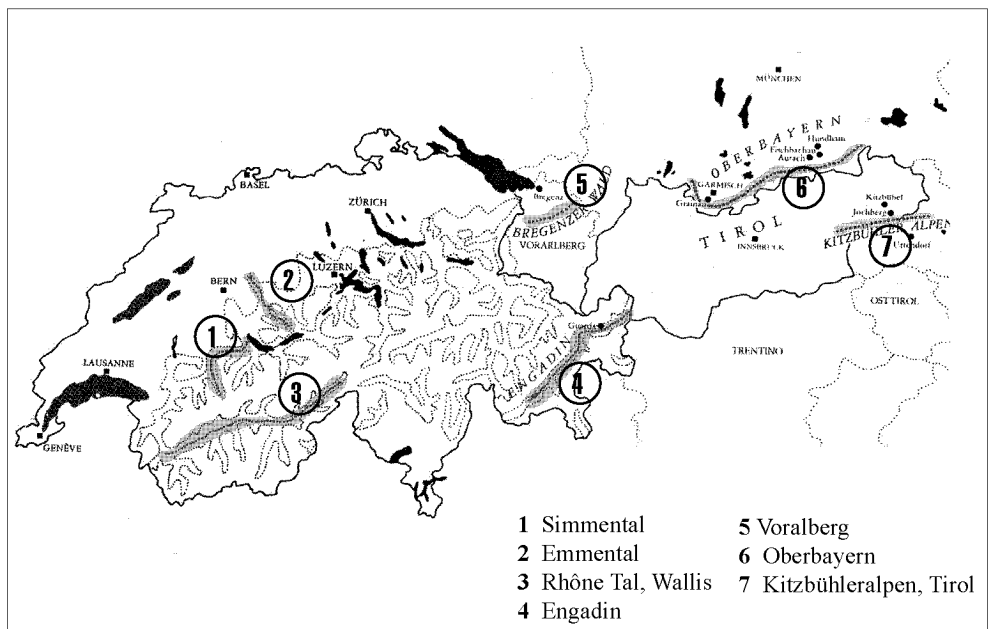 MÜNCHEN
OBERBAYERN
Hundham
Fischbachau
Aurach
6
GARMISCH
Grainau
BASEL
ZÜRICH
Bregenz
5
BREGENZER WALD
VORARLBERG
TIROL
INNSBRUCK
Kitzbühel
Jochberg
KITZBÜHLER ALPEN
7
Uttendorf
OSTTIROL
BERN
2
LUZERN
1
LAUSANNE
3
GENÈVE
Guarda
ENGADIN
4
TRENTINO
1 Simmental
2 Emmental
3 Rhône Tal, Wallis
4 Engadin
5 Voralberg
6 Oberbayern
7 Kitzbühleralpen, Tirol